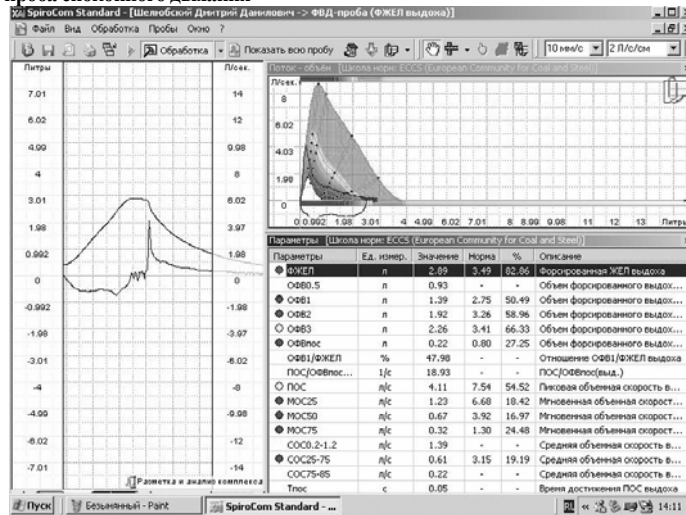 SpiroCom Standard - [Шелюбский Дмитрий Данилович -> ФВД-проба (ФЖЕЛ выдоха)]
Файл Вид Обработка Пробы Окно ?
Обработка Показать всю пробу 10 мм/с 2 Л/с/см
Литры Л/сек.
7.01 14
6.02 12
4.99 9.98
4 8
3.01 6.02
1.98 3.97
0.992 1.98
0 0
-0.992 -1.98
-1.98 -3.97
-3.01 -6.02
-4 -8
-4.99 -9.98
-6.02 -12
-7.01 -14
Разметка и анализ комплекса
Поток - объём [Школа норм: ECCS (European Community for Coal and Steel)]
Л/сек.
8
6.02
4.03
1.98
0
0 0.992 1.98 3.01 4 4.99 6.02 7.01 8 8.99 9.98 11 12 13 Литры
Параметры [Школа норм: ECCS (European Community for Coal and Steel)]
Параметры Ед. измер. Значение Норма % Описание
ФЖЕЛ л 2.89 3.49 82.86 Форсированная ЖЕЛ выдоха
ОФВ0.5 л 0.93 - - Объем форсированного выдох...
ОФВ1 л 1.39 2.75 50.49 Объем форсированного выдох...
ОФВ2 л 1.92 3.26 58.96 Объем форсированного выдох...
ОФВ3 л 2.26 3.41 66.33 Объем форсированного выдох...
ОФВпос л 0.22 0.80 27.25 Объем форсированного выдох...
ОФВ1/ФЖЕЛ % 47.98 - - Отношение ОФВ1/ФЖЕЛ выдоха
ПОС/ОФВпос... 1/с 18.93 - - ПОС/ОФВпос(выд.)
ПОС л/с 4.11 7.54 54.52 Пиковая объемная скорость в...
МОС25 л/с 1.23 6.68 18.42 Мгновенная объемная скорост...
МОС50 л/с 0.67 3.92 16.97 Мгновенная объемная скорост...
МОС75 л/с 0.32 1.30 24.48 Мгновенная объемная скорост...
СОС0.2-1.2 л/с 1.39 - - Средняя объемная скорость в...
СОС25-75 л/с 0.61 3.15 19.19 Средняя объемная скорость в...
СОС75-85 л/с 0.22 - - Средняя объемная скорость в...
Тпос с 0.05 - - Время достижения ПОС выдоха
Пуск Безымянный - Paint SpiroCom Standard - ... RL « 14:11